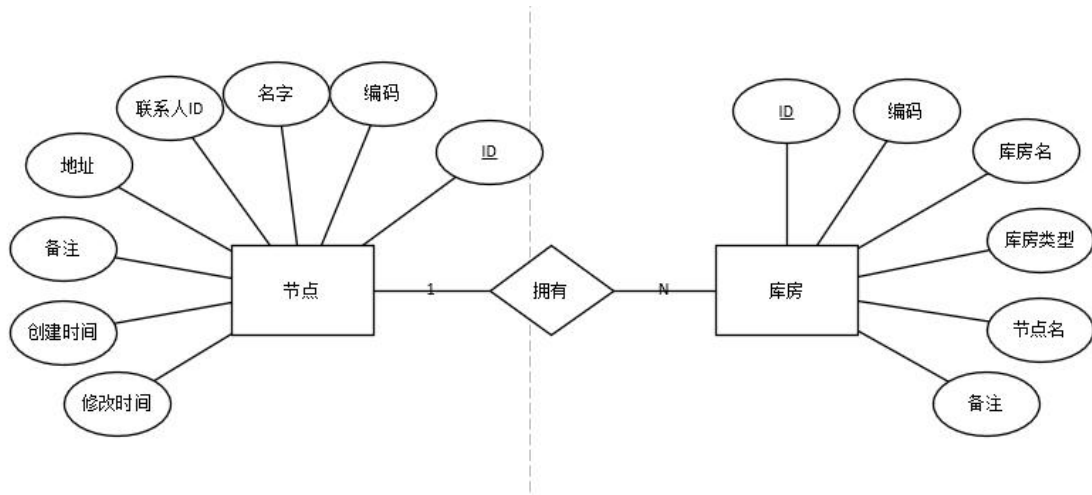 联系人ID
名字
编码
ID
地址
备注
创建时间
修改时间
节点
1
拥有
N
库房
ID
编码
库房名
库房类型
节点名
备注